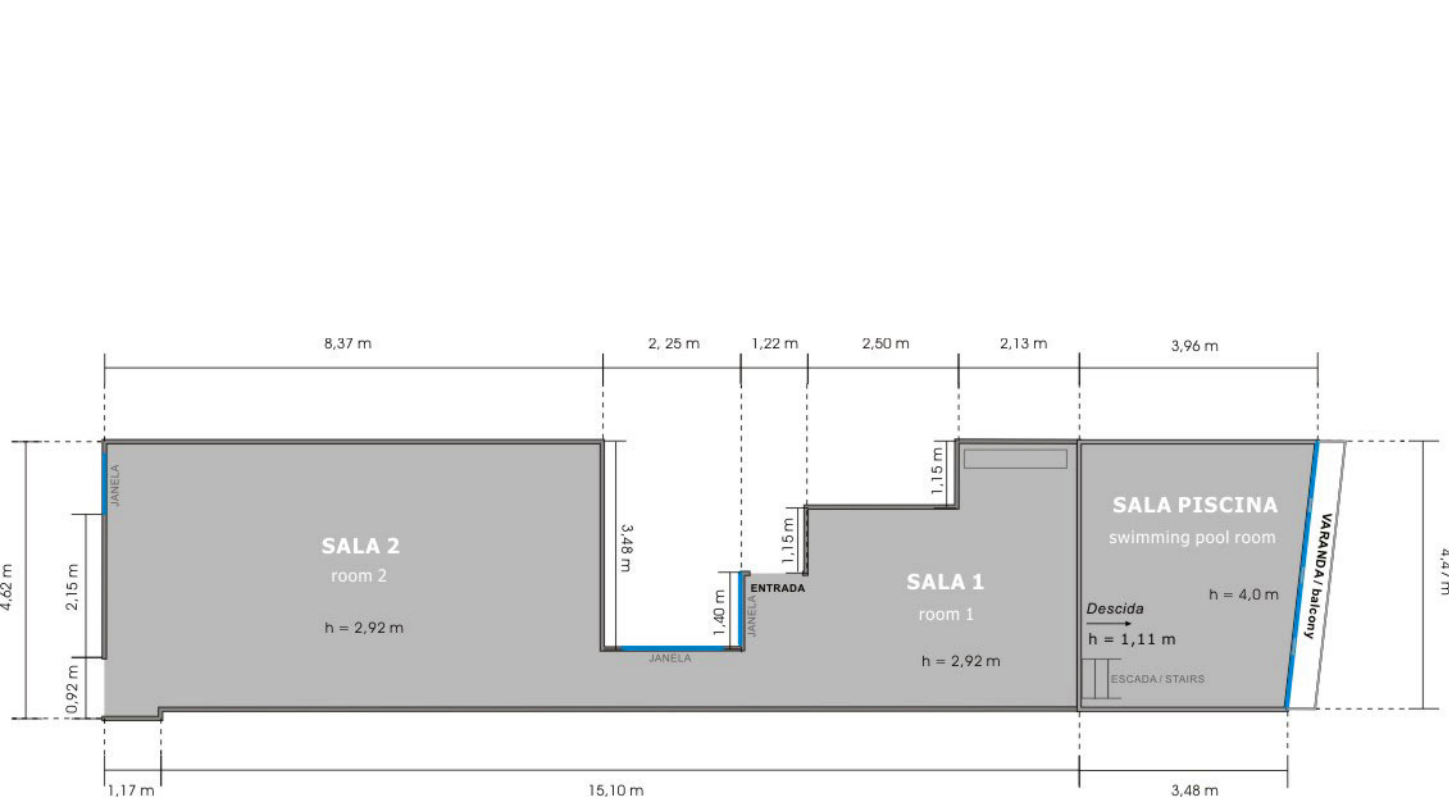 8,37 m
2, 25 m
1,22 m
2,50 m
2,13 m
3,96 m
4,62 m
2,15 m
0,92 m
JANELA
SALA 2
room 2
h = 2,92 m
3,48 m
1,40 m
JANELA
JANELA
ENTRADA
1,15 m
1,15 m
SALA 1
room 1
h = 2,92 m
SALA PISCINA
swimming pool room
h = 4,0 m
Descida
h = 1,11 m
ESCADA / STAIRS
VARANDA / balcony
1,17 m
15,10 m
3,48 m